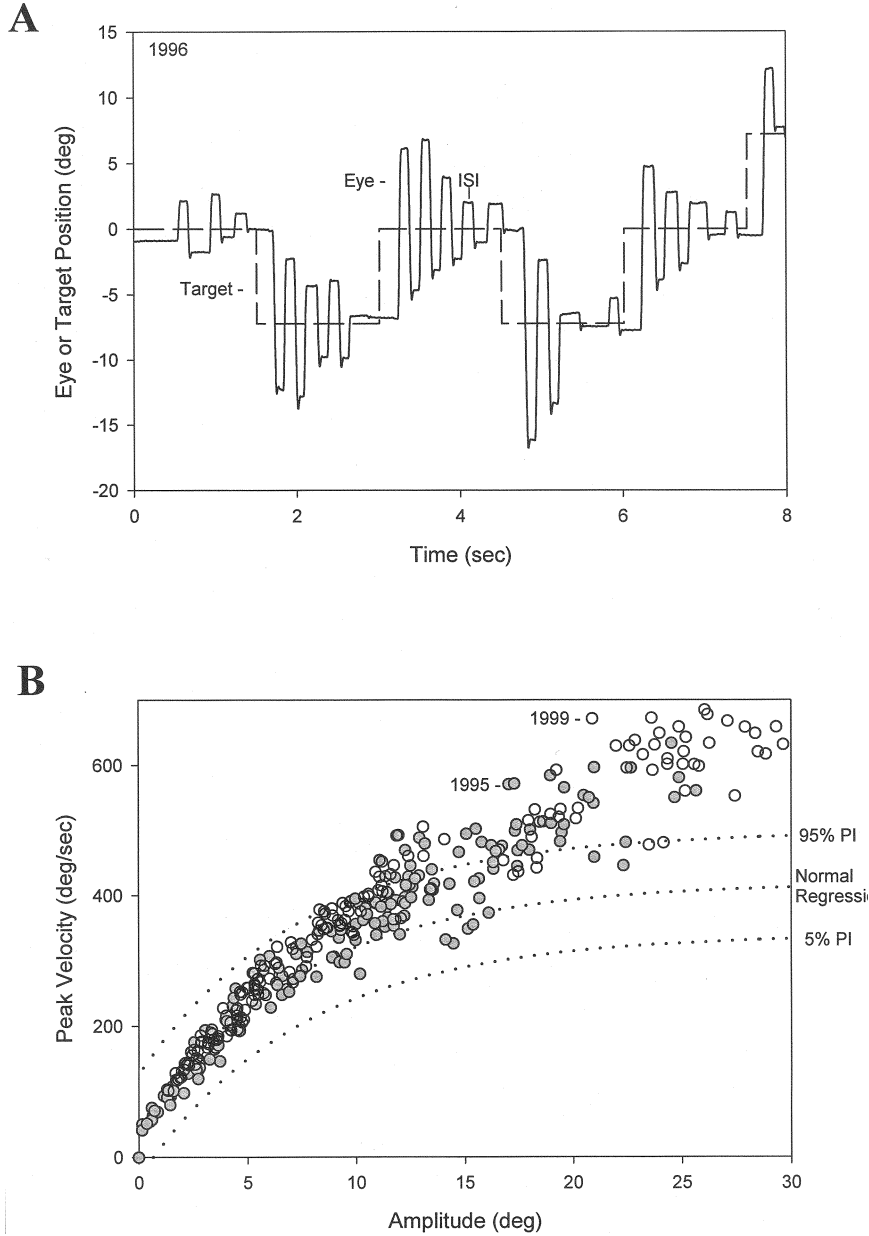 A
1996
15
10
5
0
-5
-10
-15
-20
Eye or Target Position (deg)
Eye -
ISI
Target -
0 2 4 6 8
Time (sec)
B
600
400
200
0
Peak Velocity (deg/sec)
1999 -
1995 -
95% PI
Normal
Regressi
5% PI
0 5 10 15 20 25 30
Amplitude (deg)